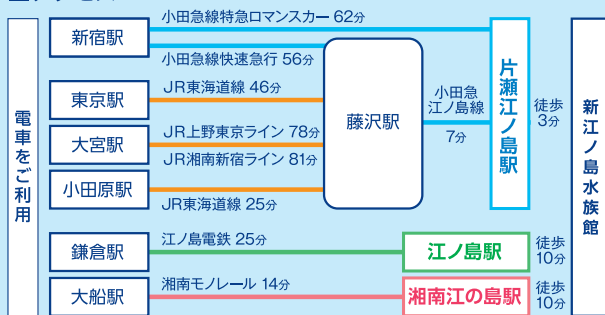 電車をご利用
新宿駅
小田急線特急ロマンスカー 62分
小田急線快速急行 56分
東京駅
JR東海道線 46分
大宮駅
JR上野東京ライン 78分
JR湘南新宿ライン 81分
小田原駅
JR東海道線 25分
藤沢駅
小田急
江ノ島線
7分
片瀬江ノ島駅
徒歩
3分
鎌倉駅
江ノ島電鉄 25分
江ノ島駅
徒歩
10分
大船駅
湘南モノレール 14分
湘南江の島駅
徒歩
10分
新江ノ島水族館